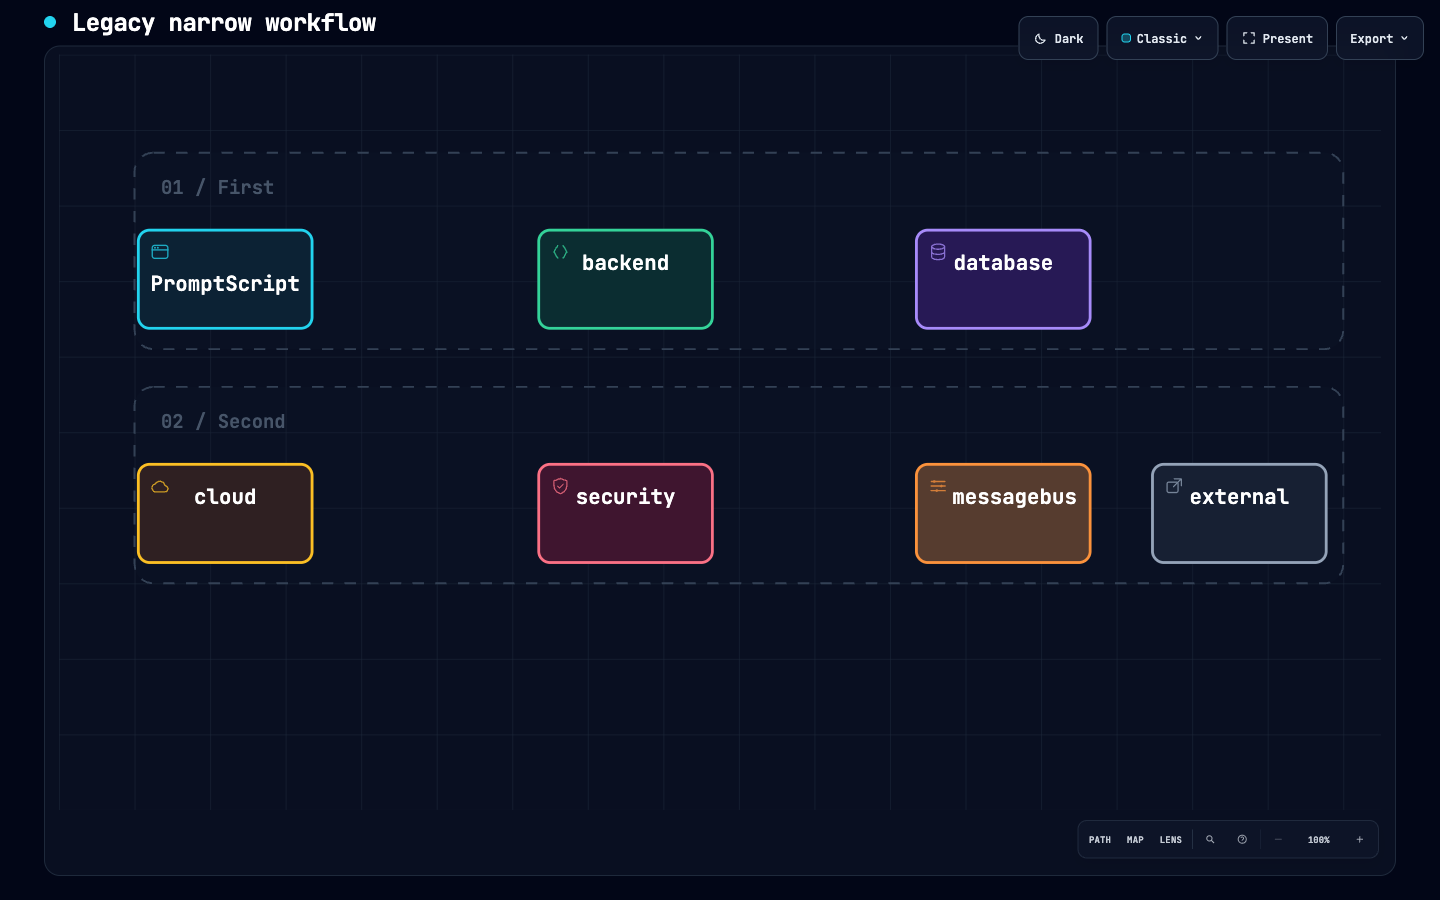 Legacy narrow workflow
Dark
Classic
Present
Export
01 / First
PromptScript
backend
database
02 / Second
cloud
security
messagebus
external
PATH
MAP
LENS
100%